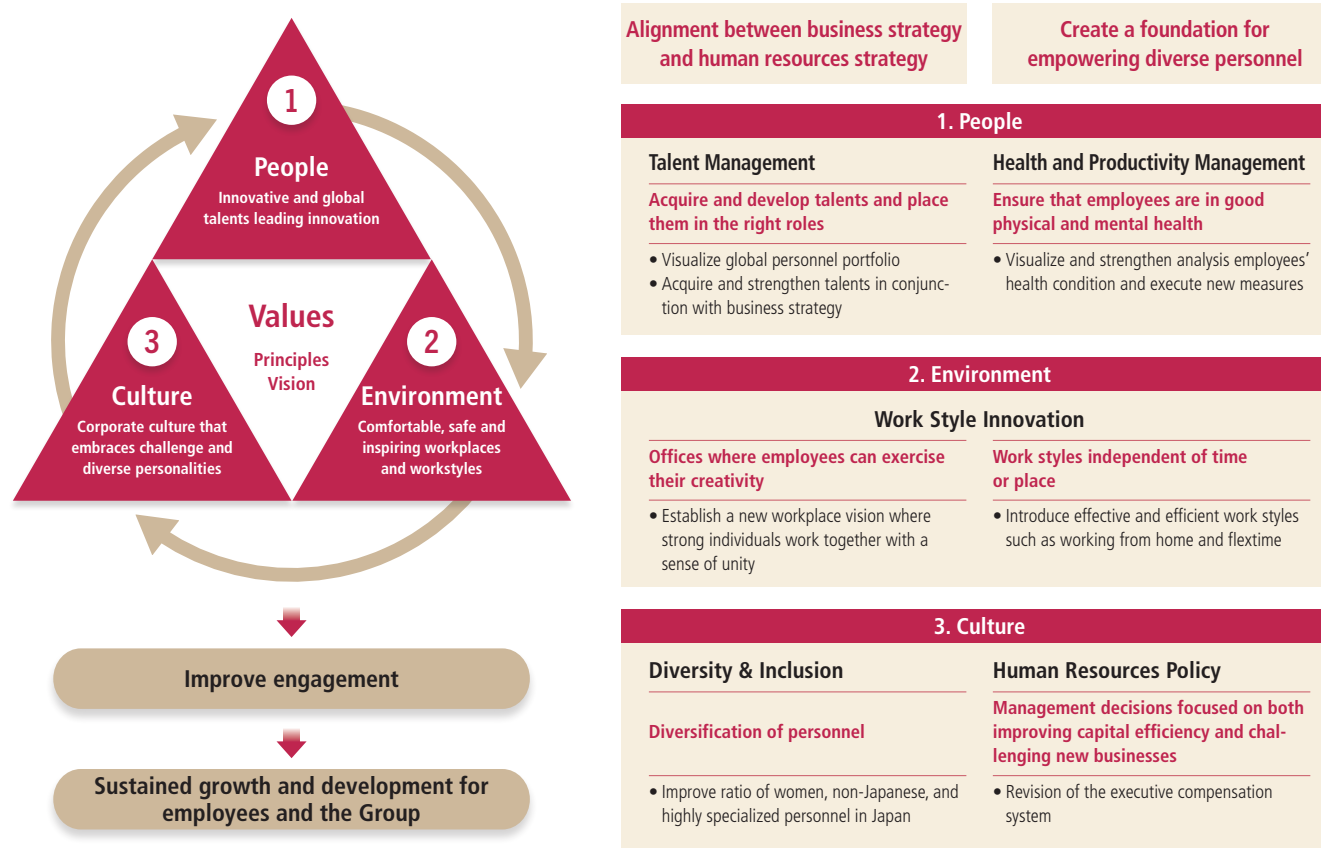 1
People
Innovative and global
talents leading innovation
Values
Principles
Vision
3
Culture
Corporate culture that
embraces challenge and
diverse personalities
2
Environment
Comfortable, safe and
inspiring workplaces
and workstyles
Improve engagement
Sustained growth and development for
employees and the Group
Alignment between business strategy
and human resources strategy
Create a foundation for
empowering diverse personnel
1. People
Talent Management
Acquire and develop talents and place
them in the right roles
• Visualize global personnel portfolio
• Acquire and strengthen talents in conjunc-
tion with business strategy
Health and Productivity Management
Ensure that employees are in good
physical and mental health
• Visualize and strengthen analysis employees’
health condition and execute new measures
2. Environment
Work Style Innovation
Offices where employees can exercise
their creativity
• Establish a new workplace vision where
strong individuals work together with a
sense of unity
Work styles independent of time
or place
• Introduce effective and efficient work styles
such as working from home and flextime
3. Culture
Diversity & Inclusion
Diversification of personnel
• Improve ratio of women, non-Japanese, and
highly specialized personnel in Japan
Human Resources Policy
Management decisions focused on both
improving capital efficiency and chal-
lenging new businesses
• Revision of the executive compensation
system